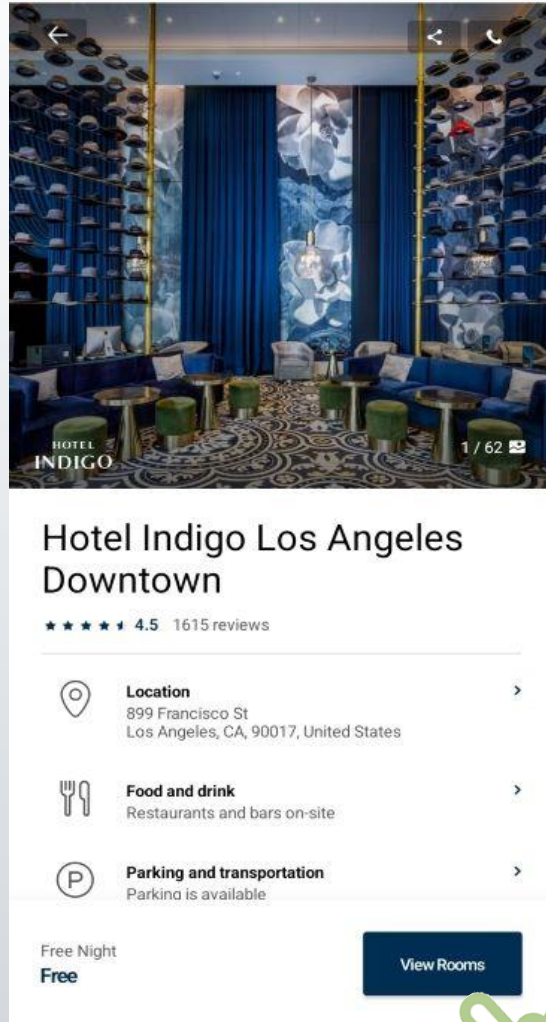 HOTEL
INDIGO
1 / 62
Hotel Indigo Los Angeles
Downtown
4.5 1615 reviews
Location
899 Francisco St
Los Angeles, CA, 90017, United States
Food and drink
Restaurants and bars on-site
P
Parking and transportation
Parking is available
Free Night
Free
View Rooms